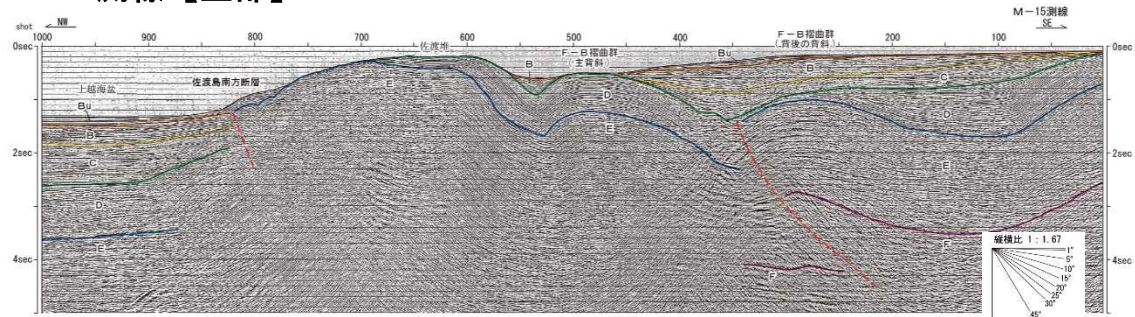 M-15測線
shot NW SE
1000 900 800 700 600 500 400 300 200 100
0sec 0sec
佐渡堆
F-B褶曲群
(主背斜)
Bu
F-B褶曲群
(背後の背斜)
佐渡島南方断層
上越海盆
Bu
B
C
D
E
E
B
D
E
B
C
D
E
F
F
2sec 2sec
4sec 4sec
縦横比 1:1.67
1°
5°
10°
15°
20°
25°
30°
45°